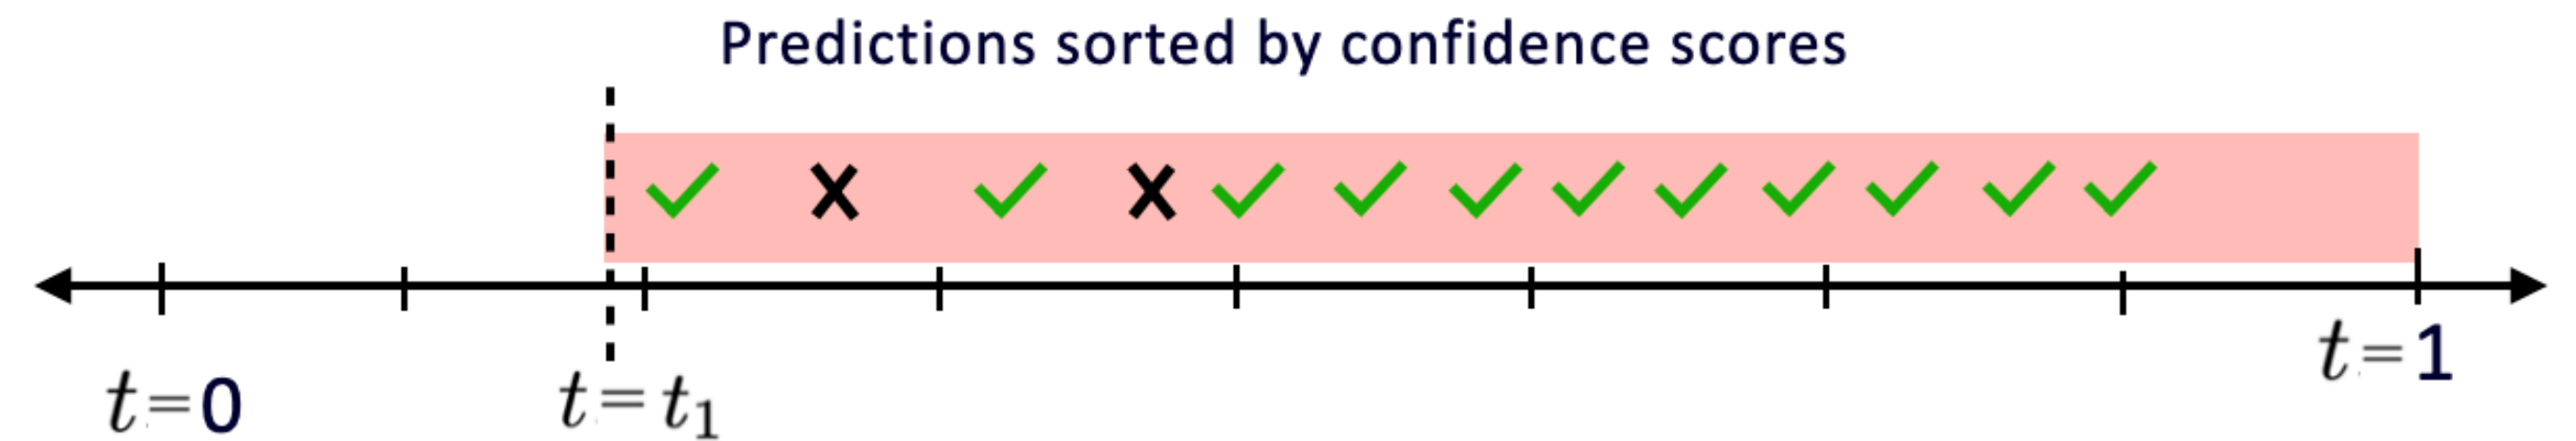 Predictions sorted by confidence scores
t=0
t=t₁
t=1